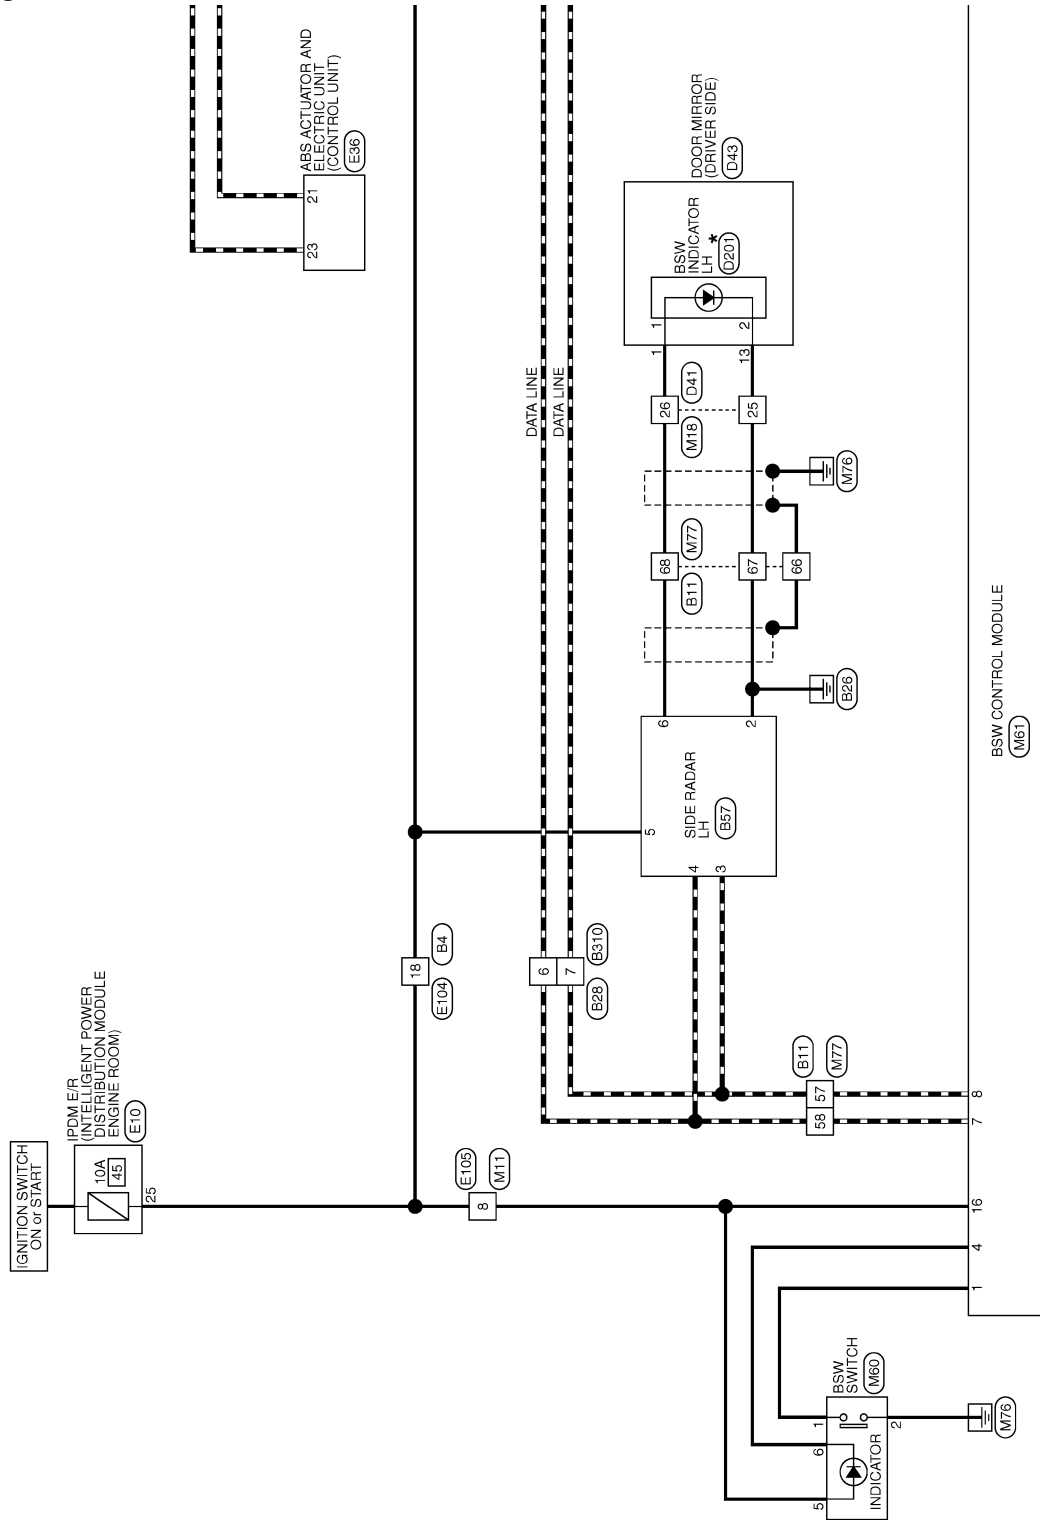 IGNITION SWITCH
ON or START
IPDM E/R
(INTELLIGENT POWER
DISTRIBUTION MODULE
ENGINE ROOM)
E10
10A
45
25
E105
M11
8
18
B4
E104
ABS ACTUATOR AND
ELECTRIC UNIT
(CONTROL UNIT)
E36
21
23
DATA LINE
DATA LINE
6
7
B310
B28
SIDE RADAR
LH
B57
5
4
3
6
2
B26
68
67
66
M77
B11
M76
26
25
D41
M18
1
13
1
2
BSW
INDICATOR
LH *
D201
DOOR MIRROR
(DRIVER SIDE)
D43
B11
M77
57
58
BSW CONTROL MODULE
M61
8
7
16
4
1
BSW
SWITCH
M60
1
6
5
2
INDICATOR
M76